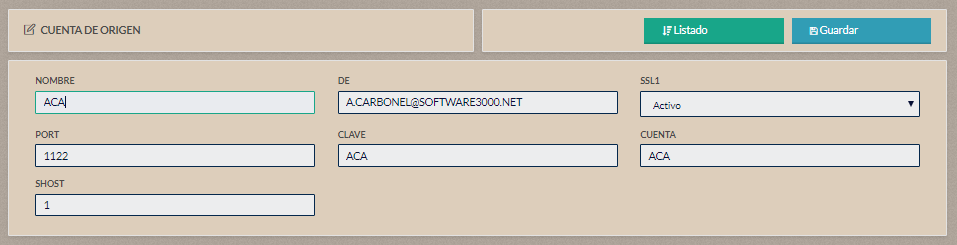 CUENTA DE ORIGEN
Listado
Guardar
NOMBRE
DE
SSL1
ACA
A.CARBONEL@SOFTWARE3000.NET
Activo
PORT
CLAVE
CUENTA
1122
ACA
ACA
SHOST
1